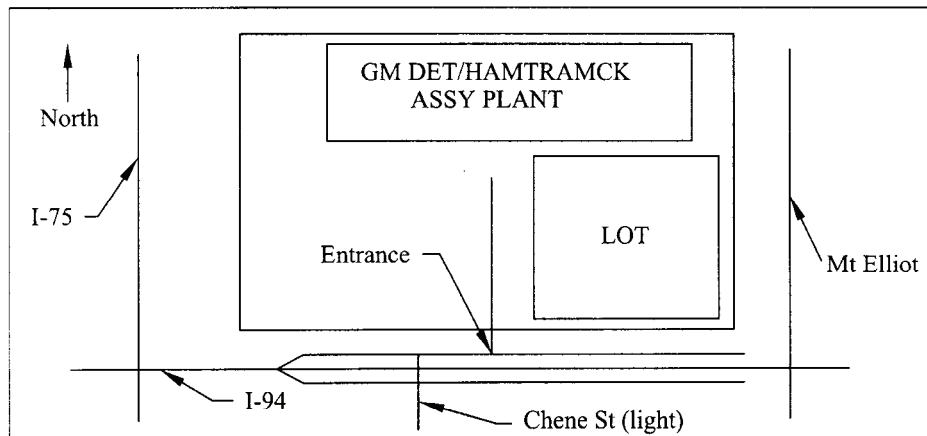 GM DET/HAMTRAMCK
ASSY PLANT
North
I-75
LOT
Entrance
Mt Elliot
I-94
Chene St (light)